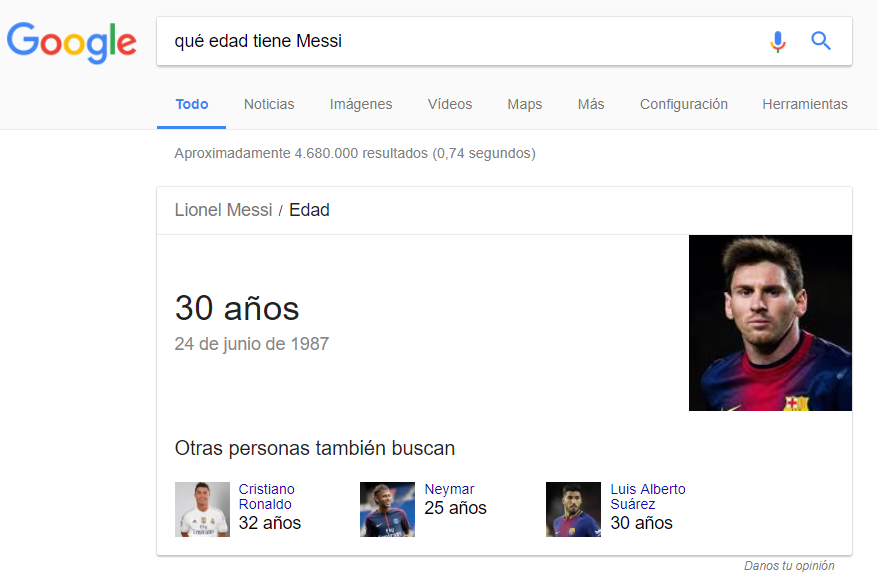 Google
qué edad tiene Messi
Todo Noticias Imágenes Vídeos Maps Más Configuración Herramientas
Aproximadamente 4.680.000 resultados (0,74 segundos)
Lionel Messi / Edad
30 años
24 de junio de 1987
Otras personas también buscan
Cristiano
Ronaldo
32 años
Neymar
25 años
Luis Alberto
Suárez
30 años
Danos tu opinión